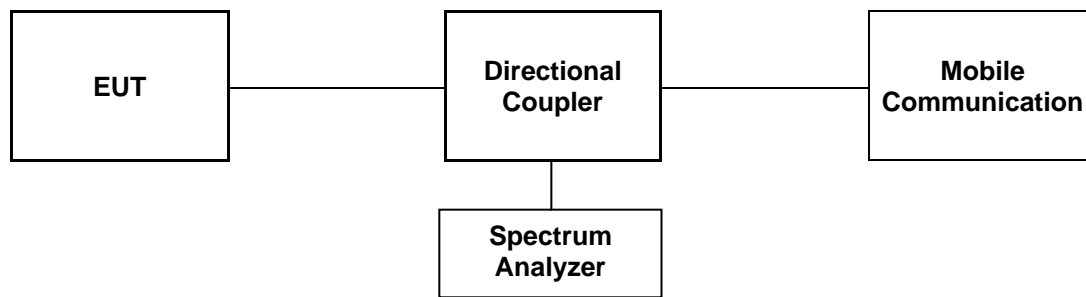 EUT
Directional
Coupler
Mobile
Communication
Spectrum
Analyzer